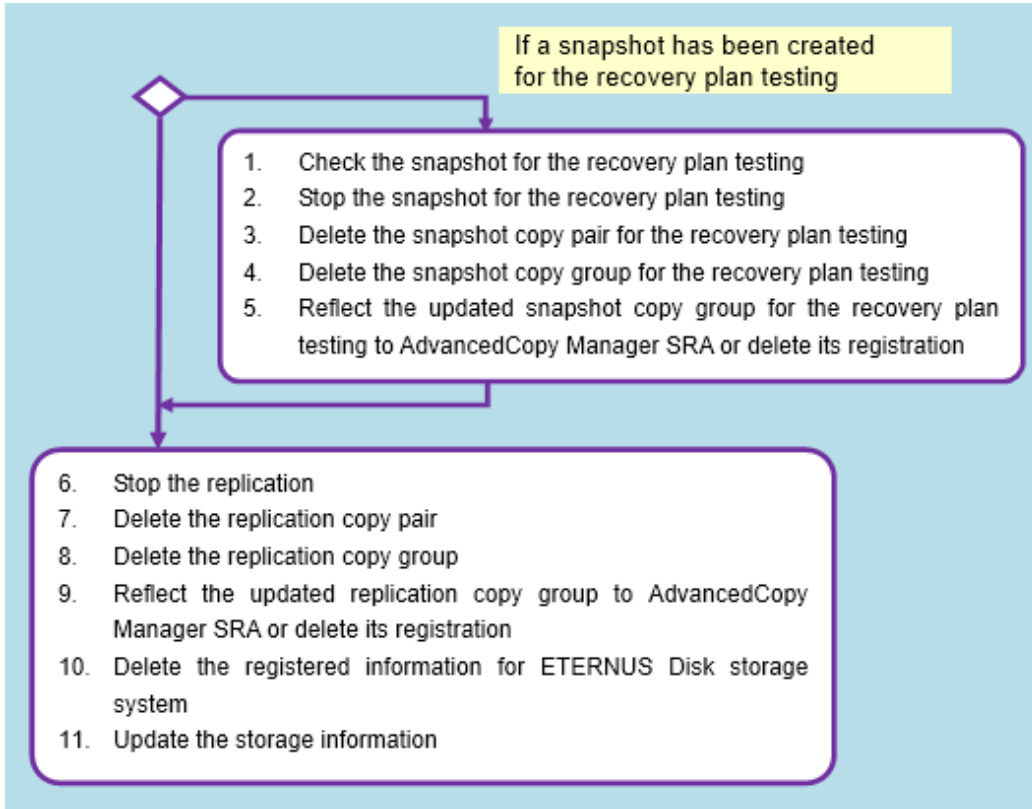 If a snapshot has been created
for the recovery plan testing
1. Check the snapshot for the recovery plan testing
2. Stop the snapshot for the recovery plan testing
3. Delete the snapshot copy pair for the recovery plan testing
4. Delete the snapshot copy group for the recovery plan testing
5. Reflect the updated snapshot copy group for the recovery plan
testing to AdvancedCopy Manager SRA or delete its registration
6. Stop the replication
7. Delete the replication copy pair
8. Delete the replication copy group
9. Reflect the updated replication copy group to AdvancedCopy
Manager SRA or delete its registration
10. Delete the registered information for ETERNUS Disk storage
system
11. Update the storage information